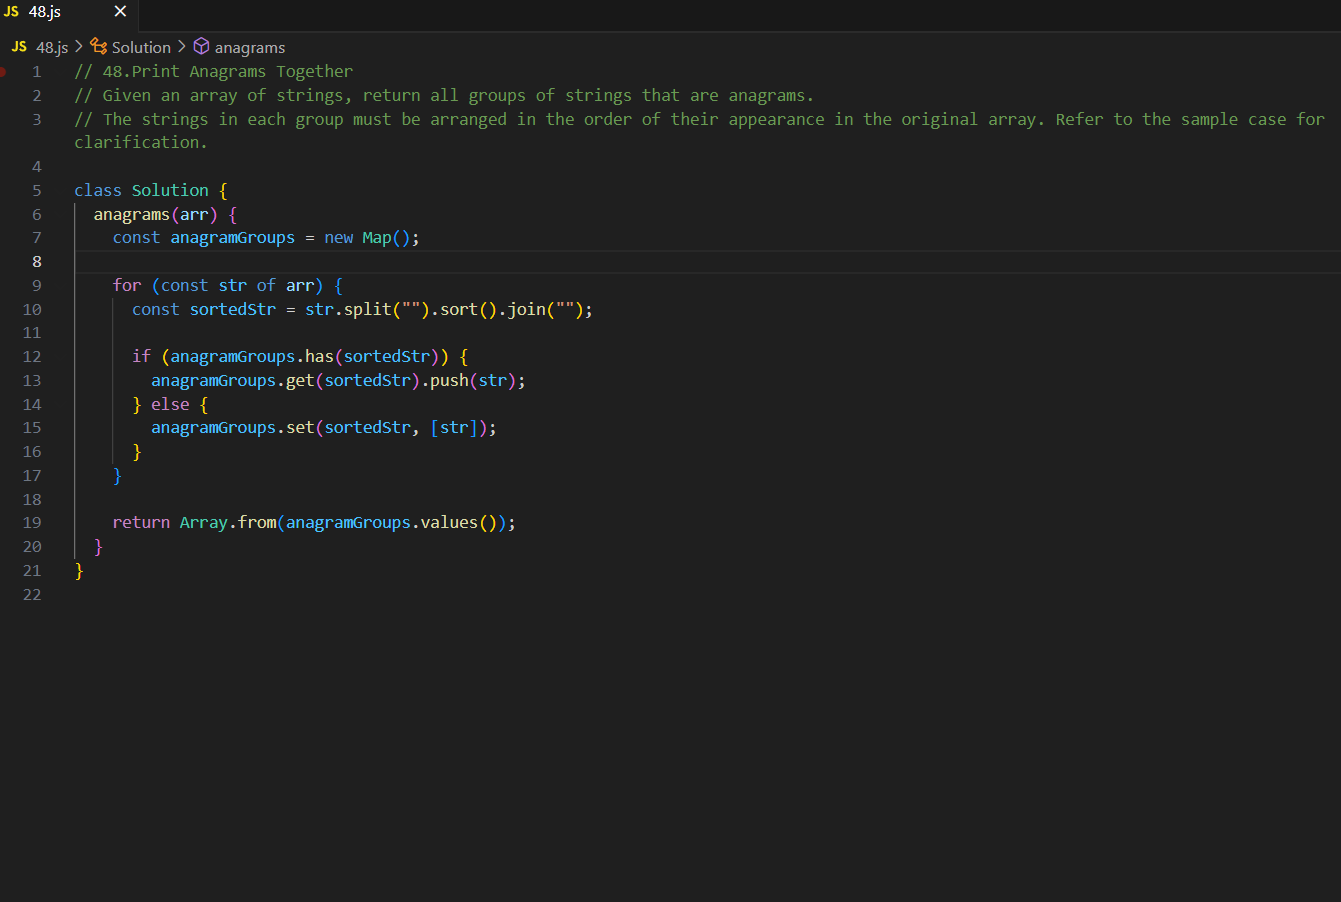 JS 48.js ×
JS 48.js > Solution > anagrams
1 // 48.Print Anagrams Together
2 // Given an array of strings, return all groups of strings that are anagrams.
3 // The strings in each group must be arranged in the order of their appearance in the original array. Refer to the sample case for
clarification.
4
5 class Solution {
6   anagrams(arr) {
7     const anagramGroups = new Map();
8
9     for (const str of arr) {
10       const sortedStr = str.split("").sort().join("");
11
12       if (anagramGroups.has(sortedStr)) {
13         anagramGroups.get(sortedStr).push(str);
14       } else {
15         anagramGroups.set(sortedStr, [str]);
16       }
17     }
18
19     return Array.from(anagramGroups.values());
20   }
21 }
22